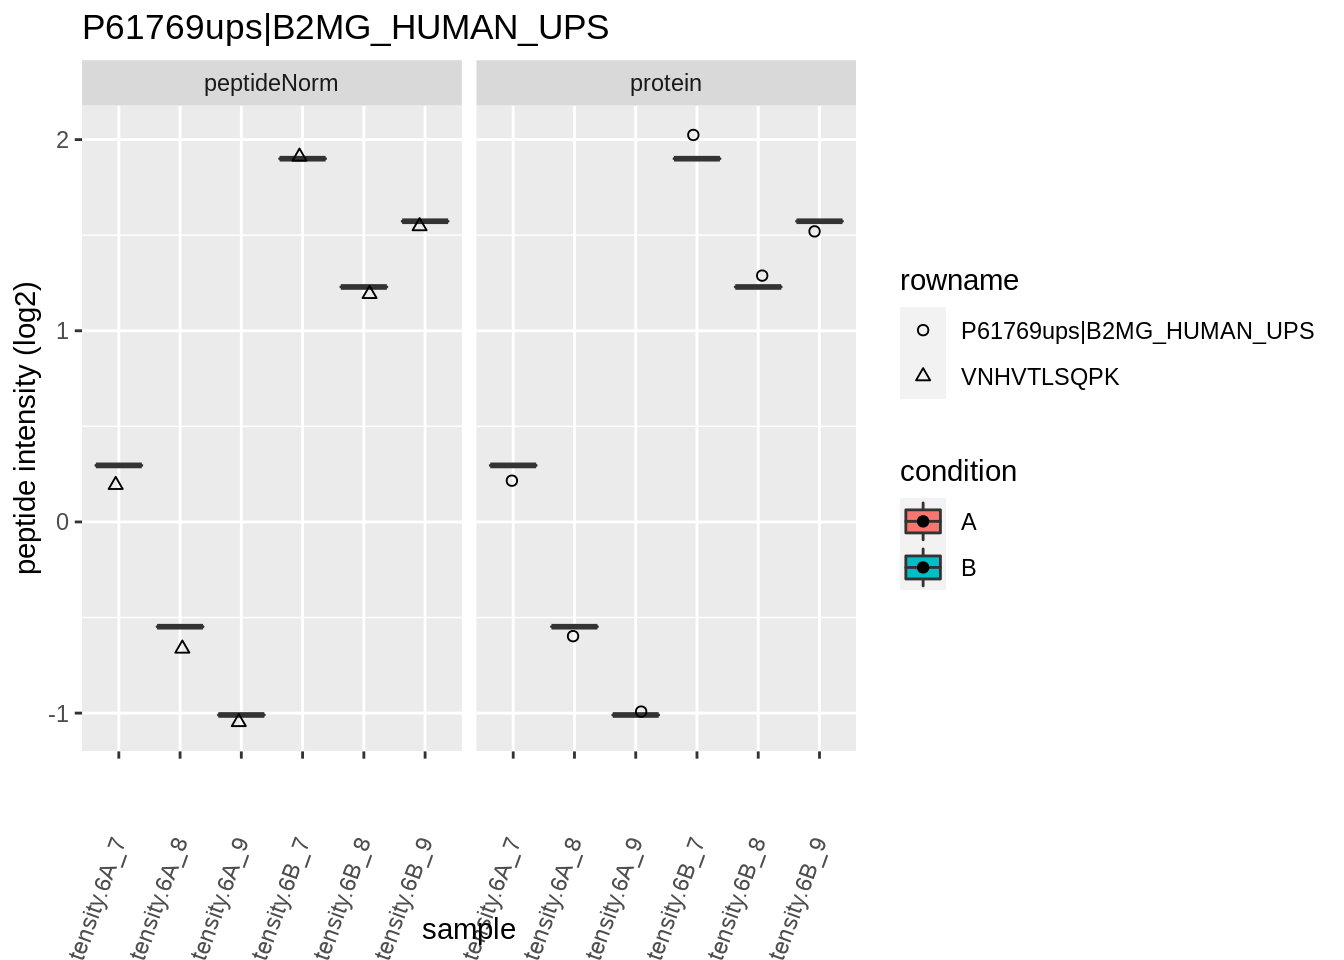 P61769ups|B2MG_HUMAN_UPS
peptideNorm
protein
peptide intensity (log2)
2
1
0
-1
tensity.6A_7
tensity.6A_8
tensity.6A_9
tensity.6B_7
tensity.6B_8
tensity.6B_9
tensity.6A_7
tensity.6A_8
tensity.6A_9
tensity.6B_7
tensity.6B_8
tensity.6B_9
sample
rowname
P61769ups|B2MG_HUMAN_UPS
VNHVTLSQPK
condition
A
B